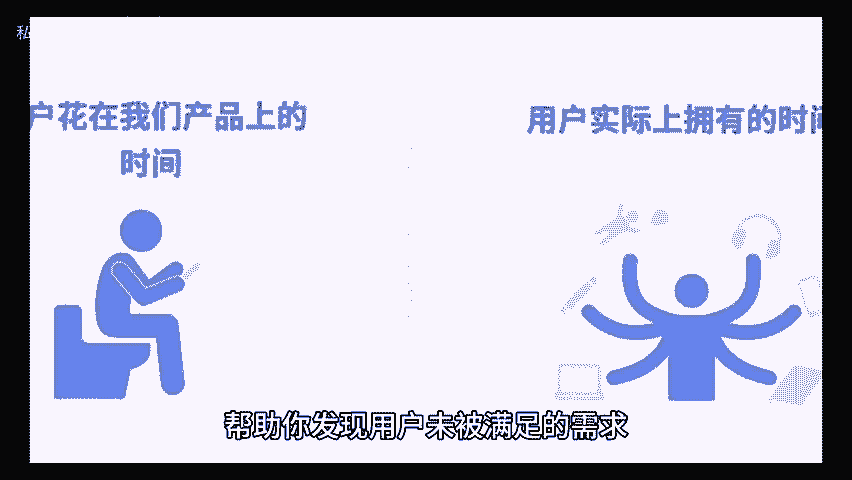 私
户花在我们产品上的
时间
用户实际上拥有的时间
帮助你发现用户未被满足的需求